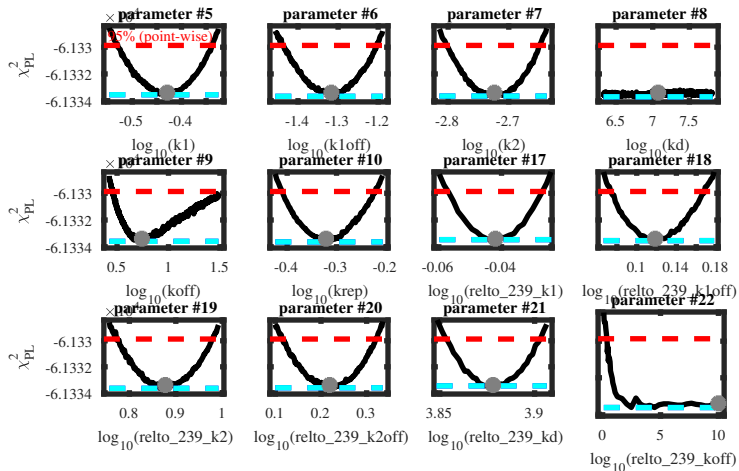 parameter #5
parameter #6
parameter #7
parameter #8
-6.133
-6.1332
-6.1334
95% (point-wise)
χ²PL
-0.5 -0.4
-1.4 -1.3 -1.2
-2.8 -2.7
6.5 7 7.5
log10(k1)
log10(k1off)
log10(k2)
log10(kd)
parameter #9
parameter #10
parameter #17
parameter #18
-6.133
-6.1332
-6.1334
χ²PL
0.5 1 1.5
-0.4 -0.3 -0.2
-0.06 -0.04
0.1 0.14 0.18
log10(koff)
log10(krep)
log10(relto_239_k1)
log10(relto_239_k1off)
parameter #19
parameter #20
parameter #21
parameter #22
-6.133
-6.1332
-6.1334
χ²PL
0.8 0.9 1
0.1 0.2 0.3
3.85 3.9
0 5 10
log10(relto_239_k2)
log10(relto_239_k2off)
log10(relto_239_kd)
log10(relto_239_koff)